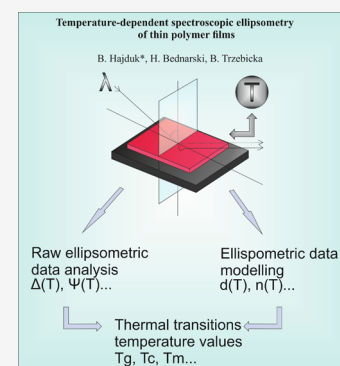 Temperature-dependent spectroscopic ellipsometry
of thin polymer films
B. Hajduk*, H. Bednarski, B. Trzebicka
λ
T
Raw ellipsometric
data analysis
Δ(T), Ψ(T)...
Ellispometric data
modelling
d(T), n(T)...
Thermal transitions
temperature values
Tg, Tc, Tm...